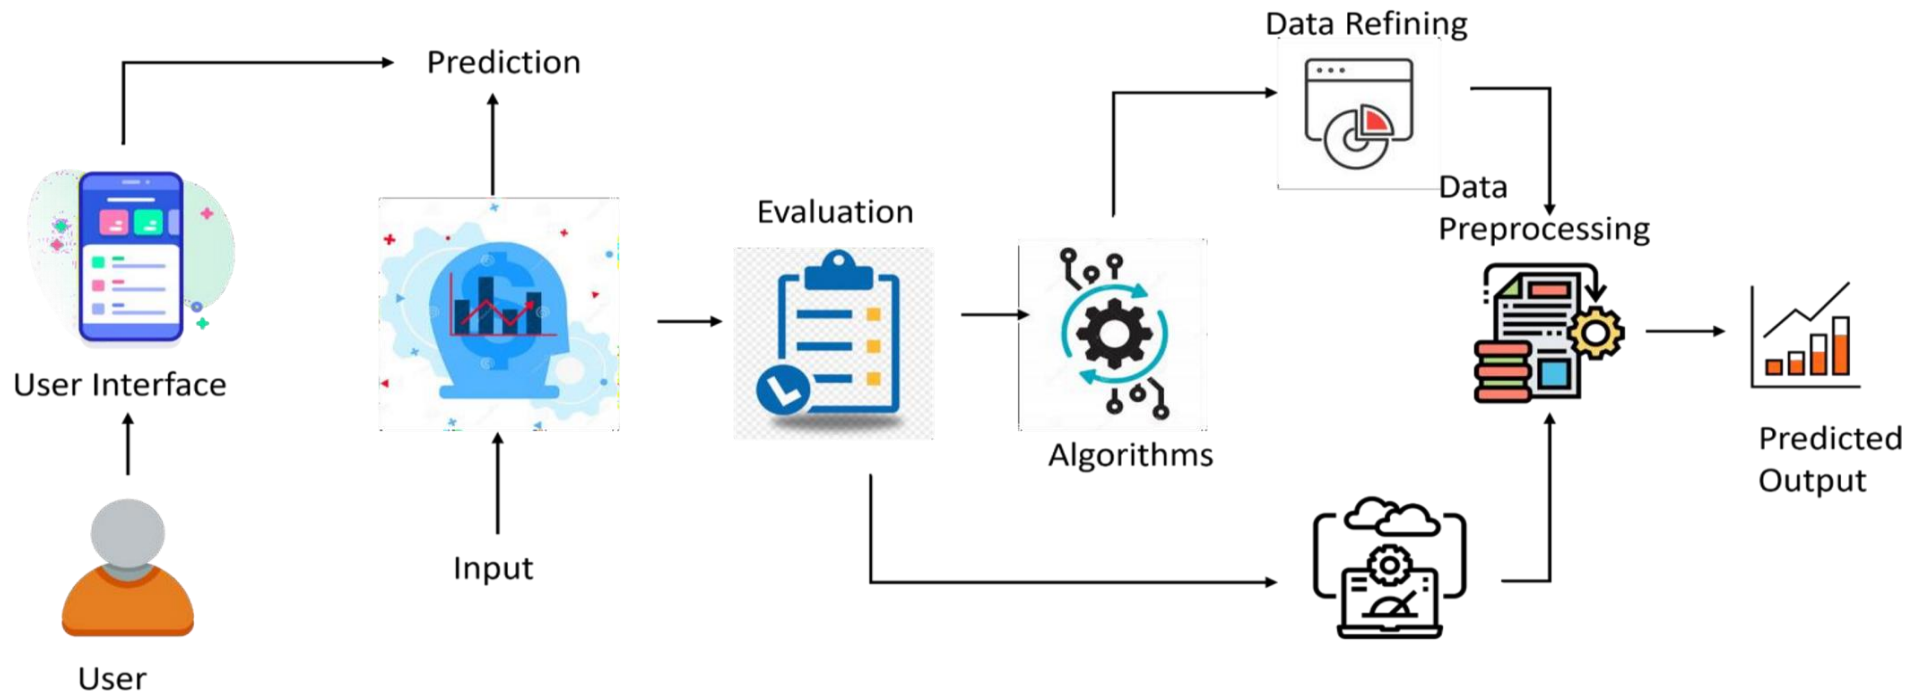 Data Refining
Prediction
Data
Preprocessing
Evaluation
User Interface
Algorithms
Predicted
Output
Input
User